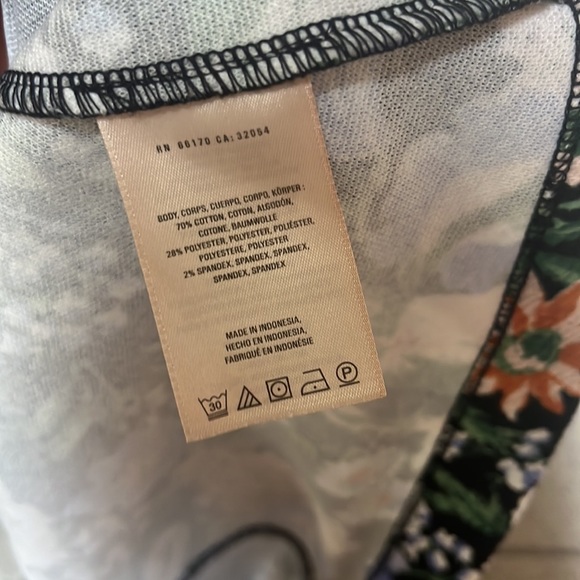 RN 66170 CA: 32054
BODY, CORPS, CUERPO, CORPO, KÖRPER :
70% COTTON, COTON, ALGODÓN,
COTONE, BAUMWOLLE
28% POLYESTER, POLYESTER, POLIÉSTER,
POLYESTERE, POLYESTER
2% SPANDEX, SPANDEX, SPANDEX,
SPANDEX, SPANDEX
MADE IN INDONESIA,
HECHO EN INDONESIA,
FABRIQUÉ EN INDONÉSIE
30 P